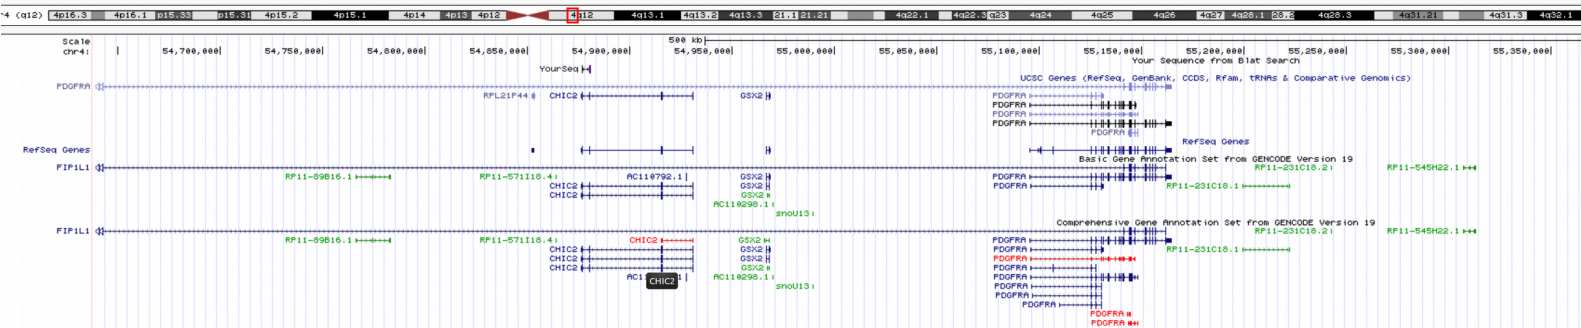 r4 (q12) 4p16.3 4p16.1 p15.33 p15.31 4p15.2 4p15.1 4p14 4p13 4p12 4q12 4q13.1 4q13.2 4q13.3 21.1 21.21 4q22.1 4q22.3 q23 4q24 4q25 4q26 4q27 4q28.1 28.2 4q28.3 4q31.21 4q31.3 4q32.1
Scale 500 kb
chr4: 54,700,000 54,750,000 54,800,000 54,850,000 54,900,000 54,950,000 55,000,000 55,050,000 55,100,000 55,150,000 55,200,000 55,250,000 55,300,000 55,350,000
Your Sequence from Blat Search
YourSeq
UCSC Genes (RefSeq, GenBank, CCDS, Rfam, tRNAs & Comparative Genomics)
PDGFRA
RPL21P44 CHIC2 GSX2 PDGFRA
PDGFRA
PDGFRA
PDGFRA
PDGFRA
RefSeq Genes
RefSeq Genes
Basic Gene Annotation Set from GENCODE Version 19
FIP1L1 RP11-231C18.2 RP11-545H22.1
RP11-89B16.1 RP11-571I18.4 AC110792.1 GSX2 PDGFRA
CHIC2 GSX2 PDGFRA RP11-231C18.1
CHIC2 GSX2
AC110298.1
snoU13
Comprehensive Gene Annotation Set from GENCODE Version 19
FIP1L1 RP11-231C18.2 RP11-545H22.1
RP11-89B16.1 RP11-571I18.4 CHIC2 GSX2 PDGFRA
CHIC2 GSX2 PDGFRA RP11-231C18.1
CHIC2 GSX2 PDGFRA
CHIC2 GSX2 PDGFRA
AC110298.1 PDGFRA
CHIC2
snoU13 PDGFRA
PDGFRA
PDGFRA
PDGFRA
PDGFRA